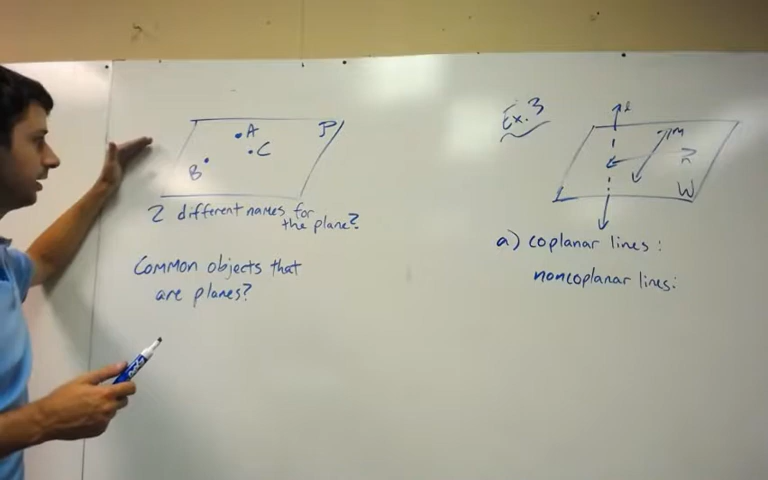 A
P
C
B
2 different names for
the plane?
Common objects that
are planes?
Ex. 3
m
n
W
a) coplanar lines:
noncoplanar lines: